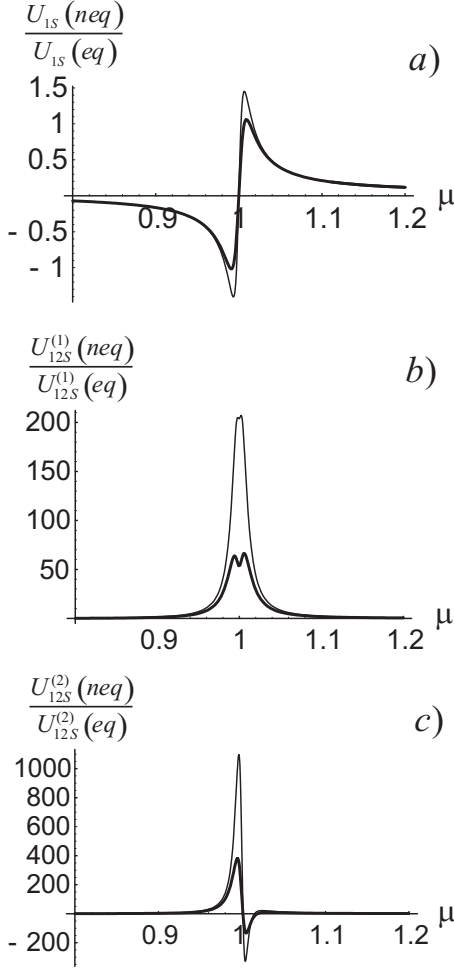 U₁S(neq)
U₁S(eq)
a)
1.5
1
0.5
0.9 1 1.1 1.2 μ
- 0.5
- 1
U₁₂S⁽¹⁾(neq)
U₁₂S⁽¹⁾(eq)
b)
200
150
100
50
0.9 1 1.1 1.2 μ
U₁₂S⁽²⁾(neq)
U₁₂S⁽²⁾(eq)
c)
1000
800
600
400
200
0.9 1 1.1 1.2 μ
- 200